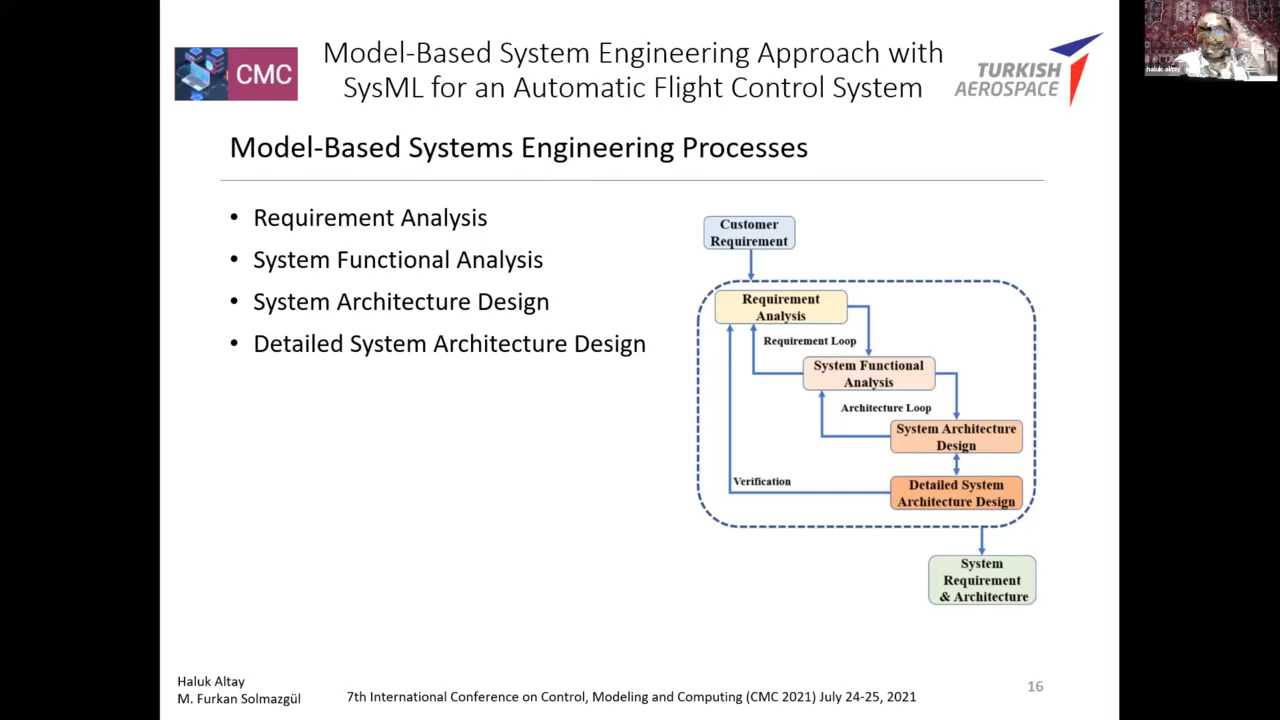 CMC
Model-Based System Engineering Approach with
SysML for an Automatic Flight Control System
TURKISH
AEROSPACE
haluk altay
Model-Based Systems Engineering Processes
• Requirement Analysis
• System Functional Analysis
• System Architecture Design
• Detailed System Architecture Design
Customer
Requirement
Requirement
Analysis
Requirement Loop
System Functional
Analysis
Architecture Loop
System Architecture
Design
Verification
Detailed System
Architecture Design
System
Requirement
& Architecture
Haluk Altay
M. Furkan Solmazgül
7th International Conference on Control, Modeling and Computing (CMC 2021) July 24-25, 2021
16